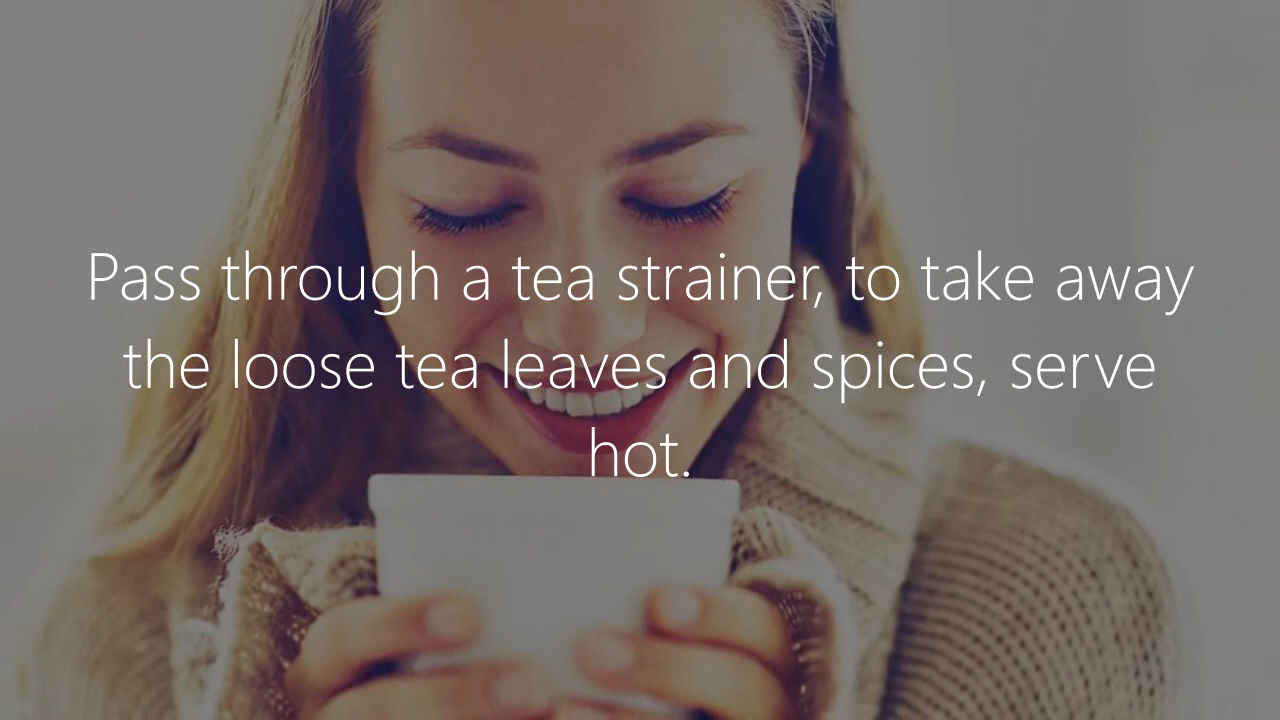 Pass through a tea strainer, to take away
the loose tea leaves and spices, serve
hot.